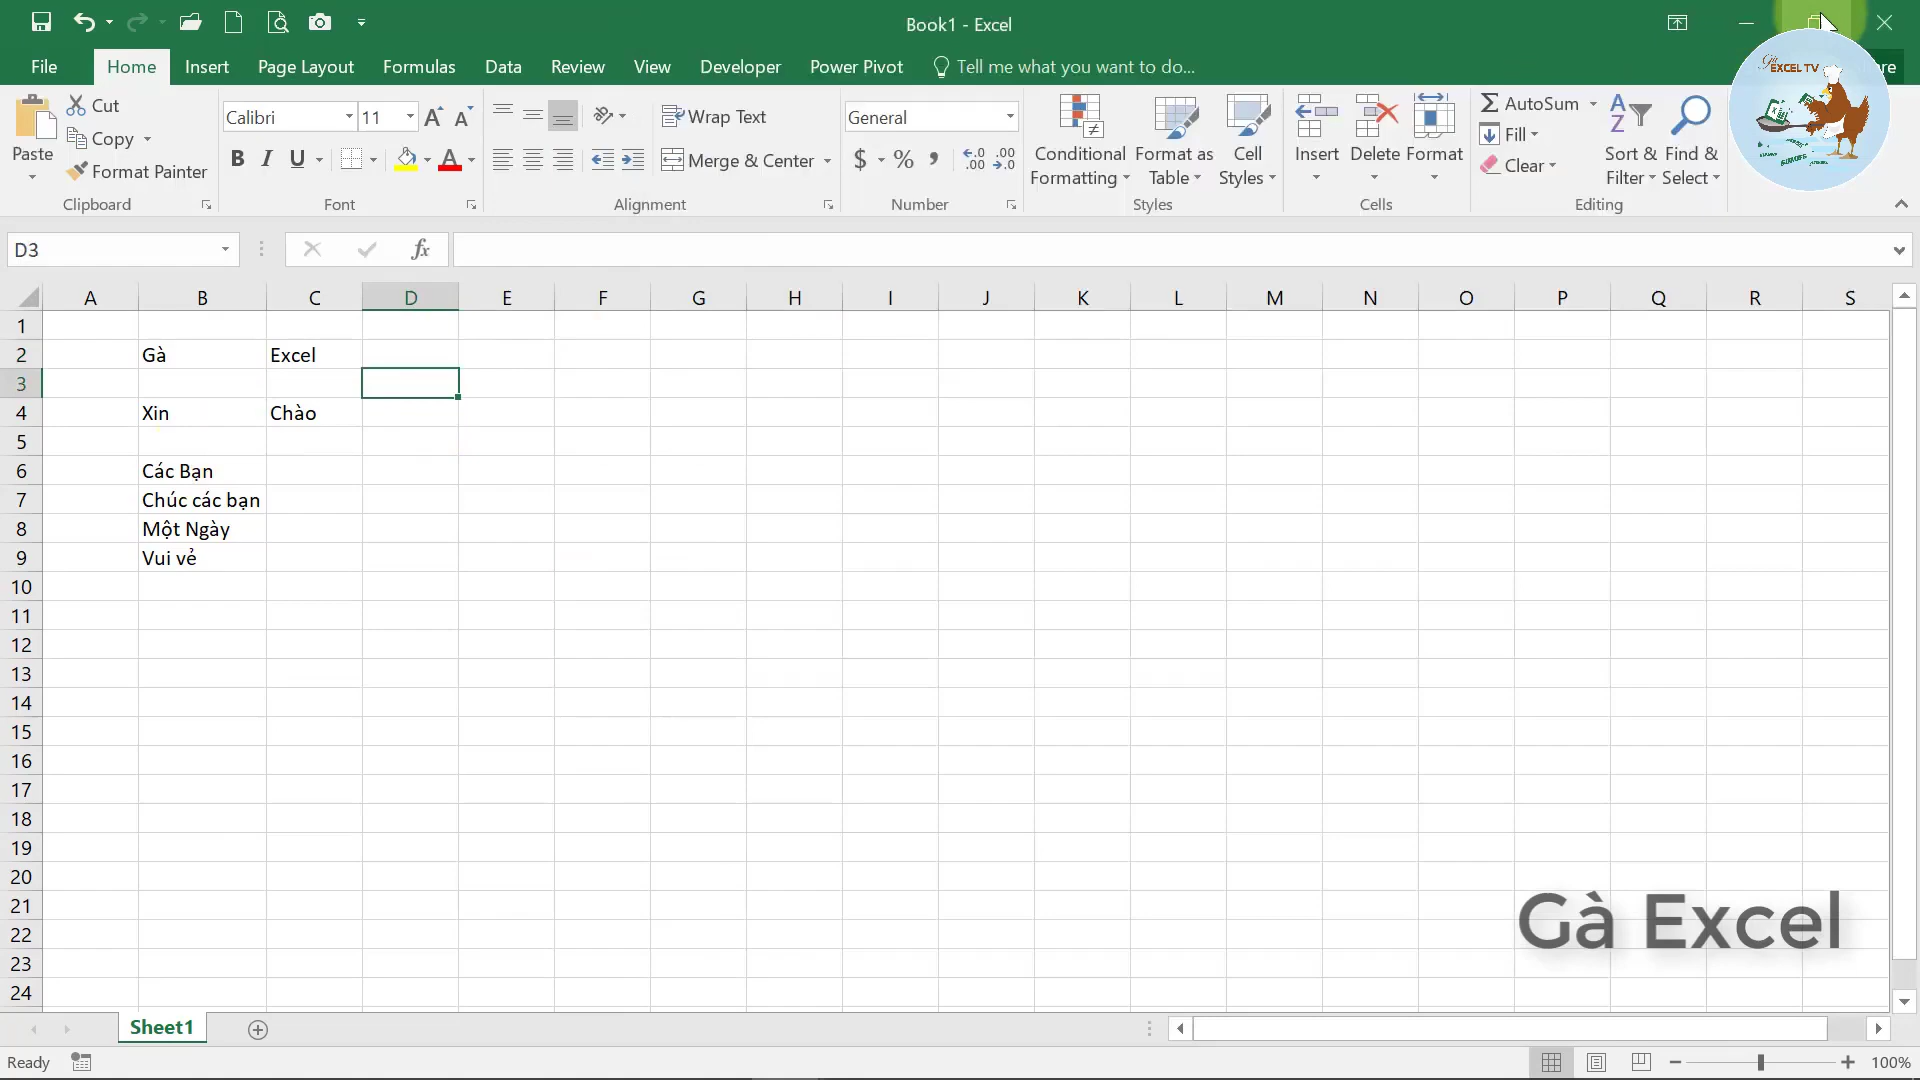 Book1 - Excel
File Home Insert Page Layout Formulas Data Review View Developer Power Pivot Tell me what you want to do...
EXCEL TV
Paste
Cut
Copy
Format Painter
Clipboard
Calibri 11
B I U
Font
Wrap Text
Merge & Center
Alignment
General
$ %
Number
Conditional Formatting
Format as Table
Cell Styles
Styles
Insert Delete Format
Cells
AutoSum
Fill
Clear
Sort & Filter
Find & Select
Editing
D3
fx
A B C D E F G H I J K L M N O P Q R S
1
2 Gà Excel
3
4 Xin Chào
5
6 Các Bạn
7 Chúc các bạn
8 Một Ngày
9 Vui vẻ
10
11
12
13
14
15
16
17
18
19
20
21
22
23
24
Gà Excel
Sheet1
Ready
100%